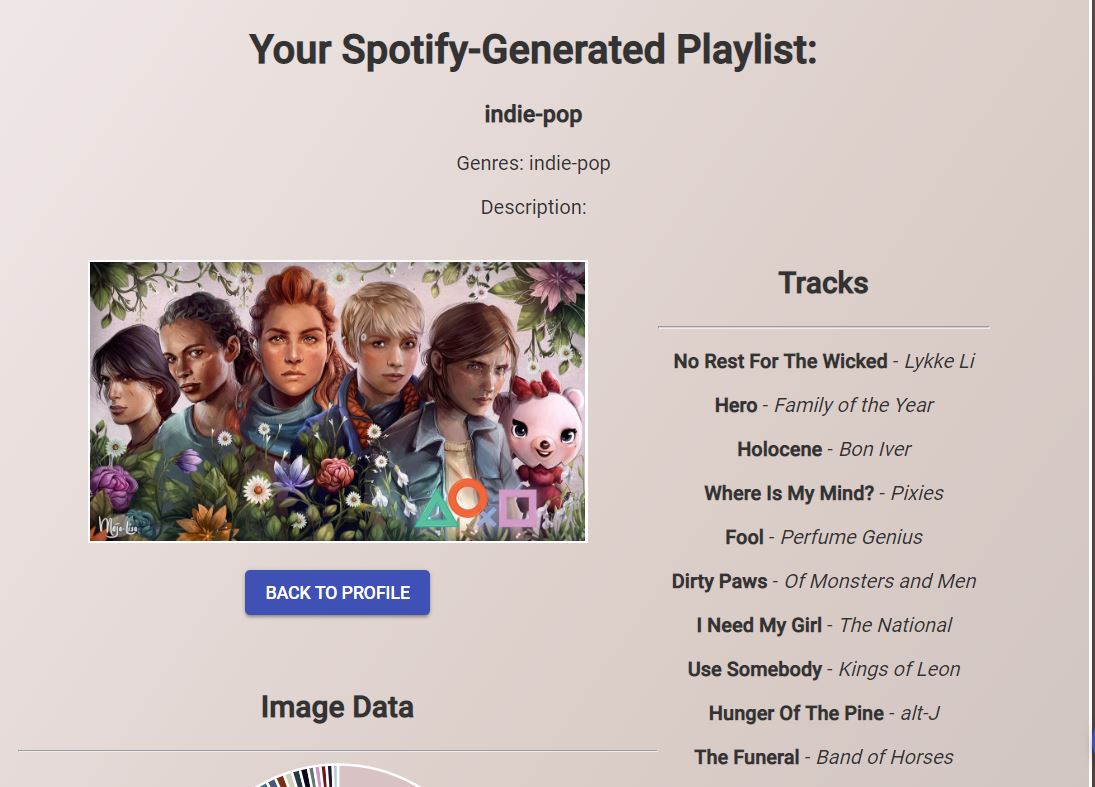 Your Spotify-Generated Playlist:
indie-pop
Genres: indie-pop
Description:
Tracks
No Rest For The Wicked - Lykke Li
Hero - Family of the Year
Holocene - Bon Iver
Where Is My Mind? - Pixies
Fool - Perfume Genius
Dirty Paws - Of Monsters and Men
I Need My Girl - The National
Use Somebody - Kings of Leon
Hunger Of The Pine - alt-J
The Funeral - Band of Horses
BACK TO PROFILE
Image Data